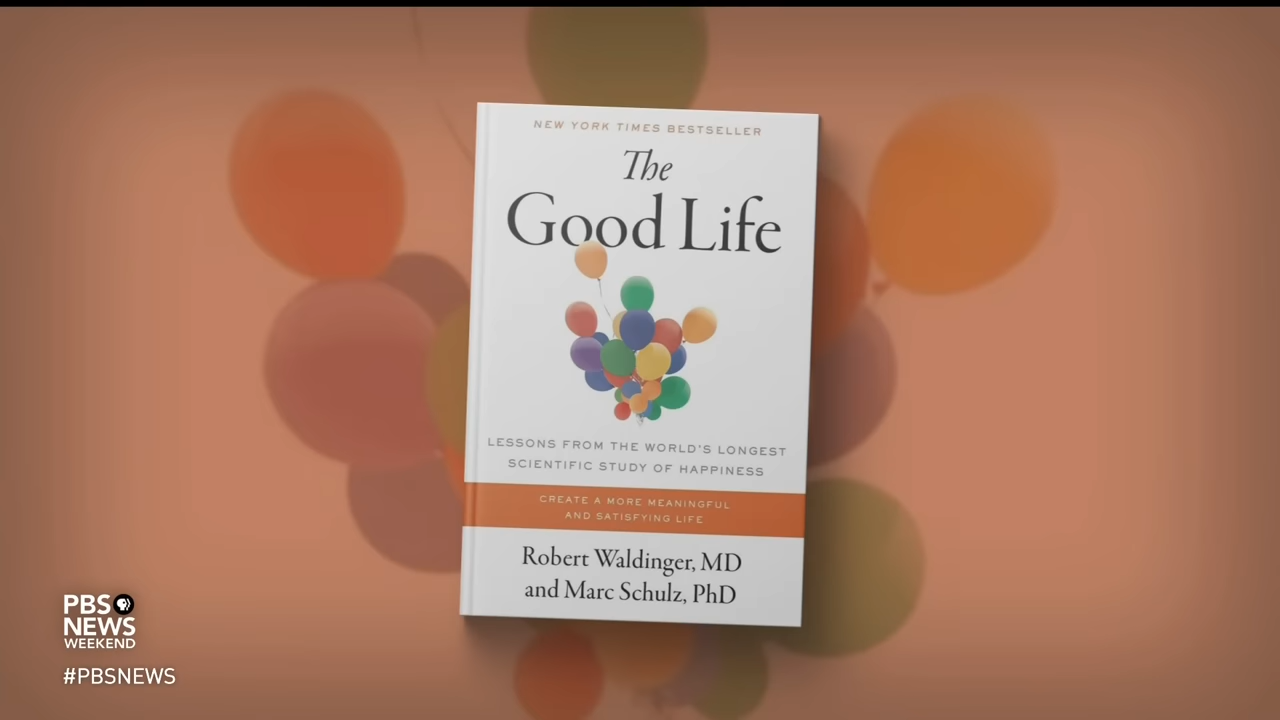 NEW YORK TIMES BESTSELLER
The
Good Life
LESSONS FROM THE WORLD'S LONGEST
SCIENTIFIC STUDY OF HAPPINESS
CREATE A MORE MEANINGFUL
AND SATISFYING LIFE
Robert Waldinger, MD
and Marc Schulz, PhD
PBS
NEWS
WEEKEND
#PBSNEWS